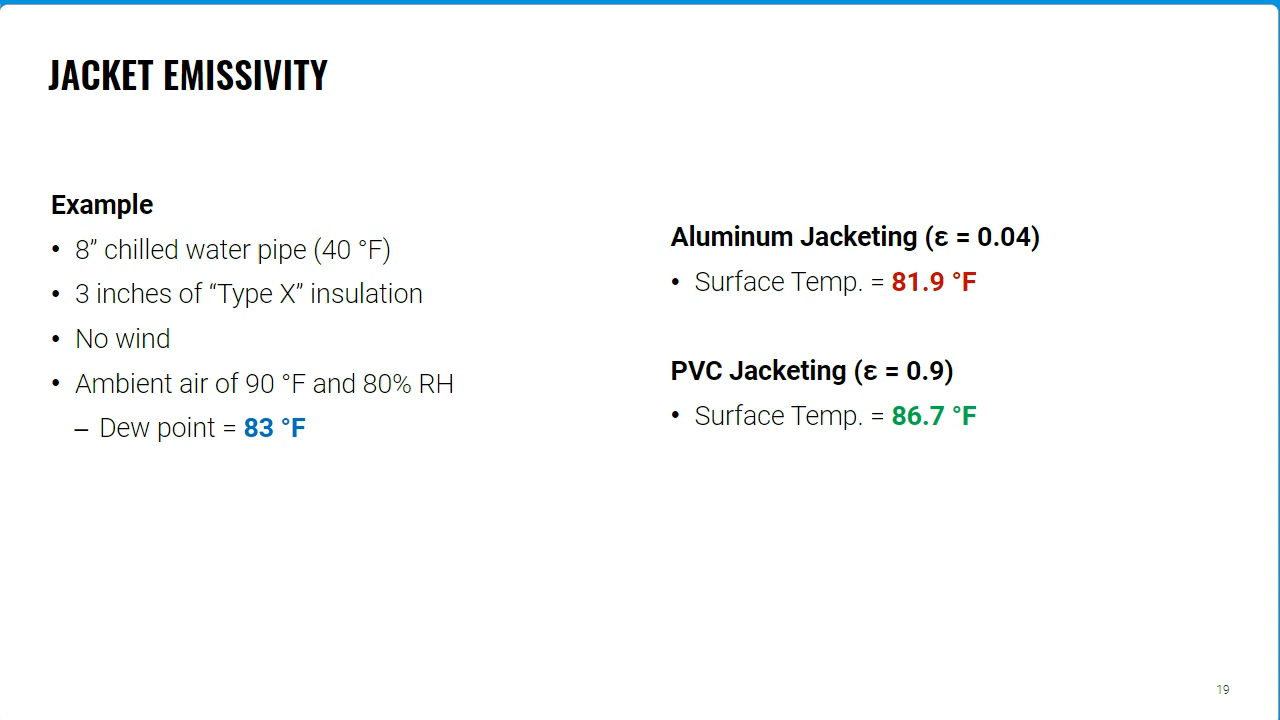 JACKET EMISSIVITY
Example
• 8” chilled water pipe (40 °F)
• 3 inches of “Type X” insulation
• No wind
• Ambient air of 90 °F and 80% RH
– Dew point = 83 °F
Aluminum Jacketing (ε = 0.04)
• Surface Temp. = 81.9 °F
PVC Jacketing (ε = 0.9)
• Surface Temp. = 86.7 °F
19